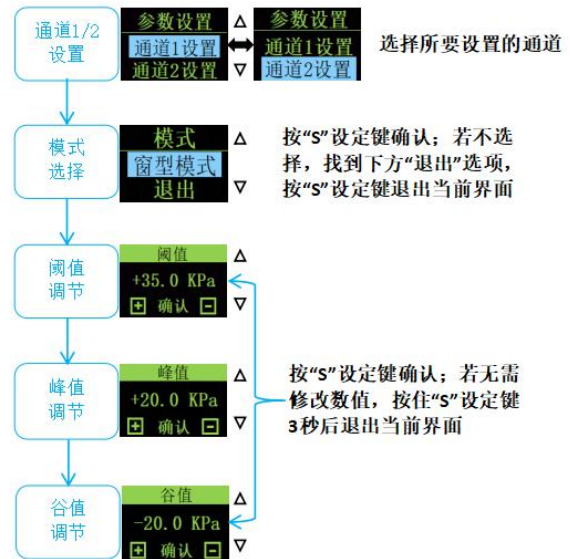 通道1/2
设置
参数设置
通道1设置
通道2设置
参数设置
通道1设置
通道2设置
选择所要设置的通道
模式
选择
模式
窗型模式
退出
按“S”设定键确认；若不选
择，找到下方“退出”选项，
按“S”设定键退出当前界面
阈值
调节
阈值
+35.0 KPa
+ 确认 -
峰值
调节
峰值
+20.0 KPa
+ 确认 -
按“S”设定键确认；若无需
修改数值，按住“S”设定键
3秒后退出当前界面
谷值
调节
谷值
-20.0 KPa
+ 确认 -